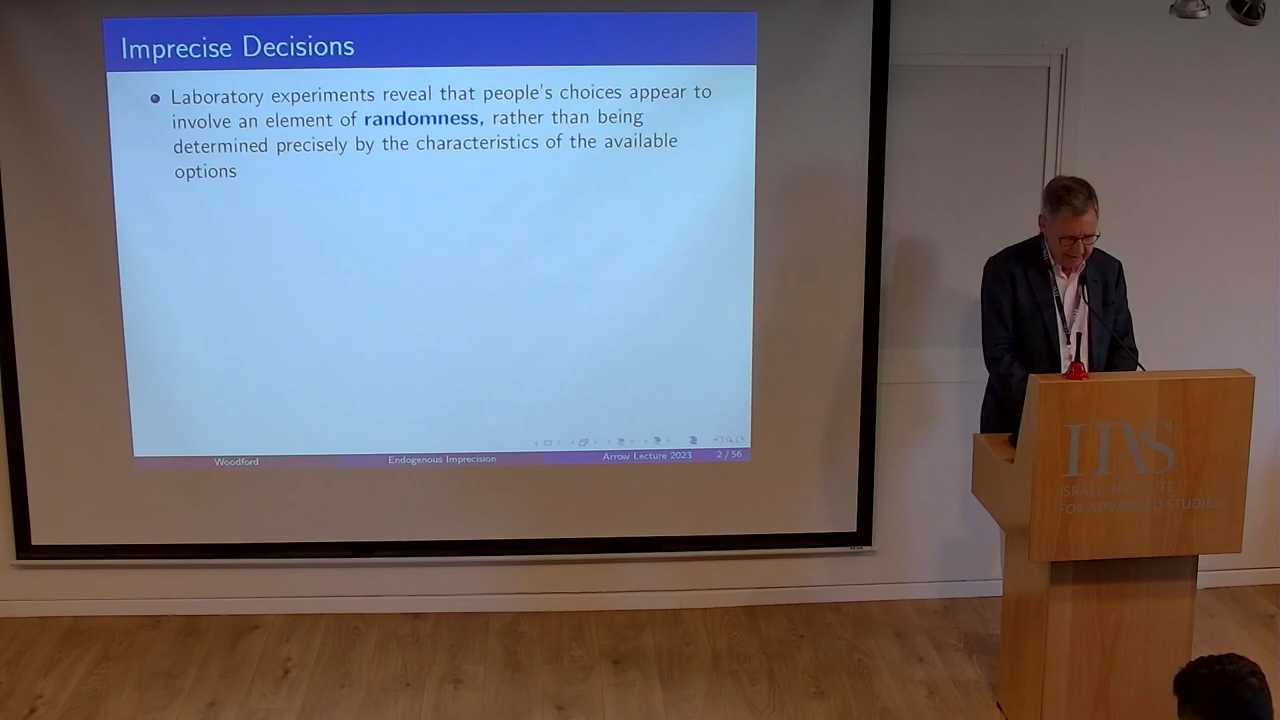 Imprecise Decisions
Laboratory experiments reveal that people's choices appear to
involve an element of randomness, rather than being
determined precisely by the characteristics of the available
options
Woodford
Endogenous Imprecision
Arrow Lecture 2023
2 / 56
IIAS
ISRAEL INSTITUTE
FOR ADVANCED STUDIES